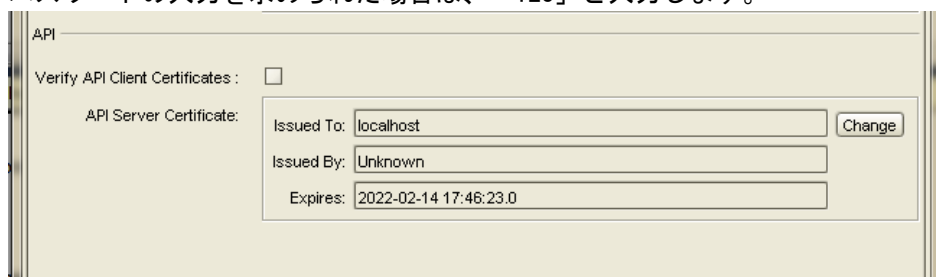 API
Verify API Client Certificates :
API Server Certificate:
Issued To: localhost
Change
Issued By: Unknown
Expires: 2022-02-14 17:46:23.0